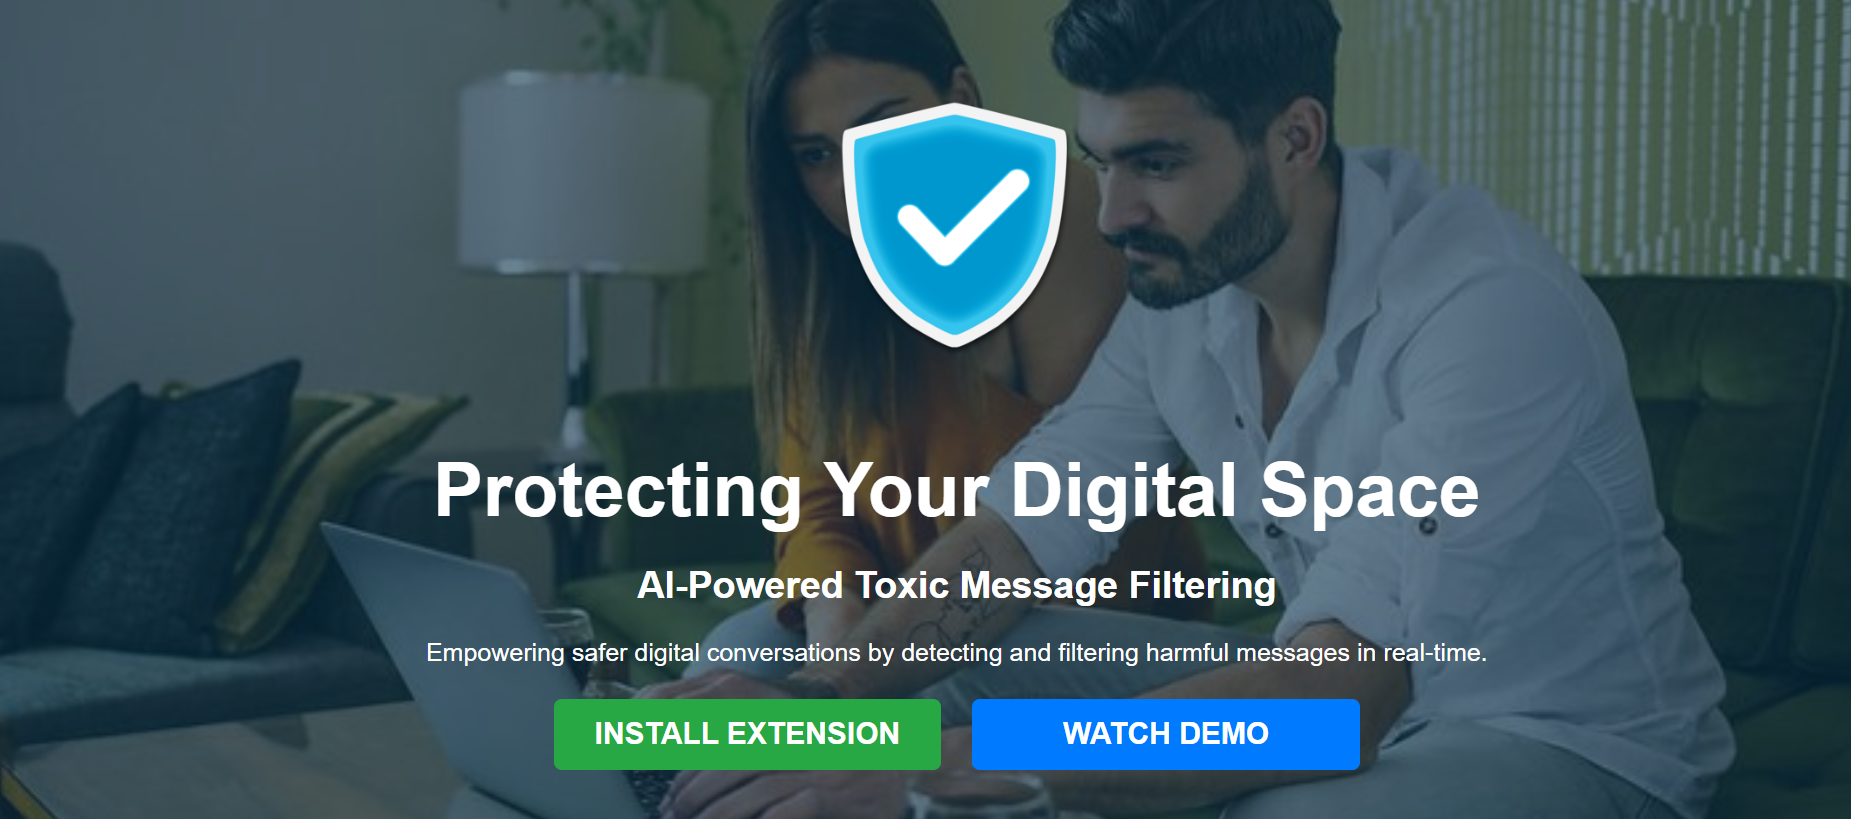 Protecting Your Digital Space
AI-Powered Toxic Message Filtering
Empowering safer digital conversations by detecting and filtering harmful messages in real-time.
INSTALL EXTENSION
WATCH DEMO